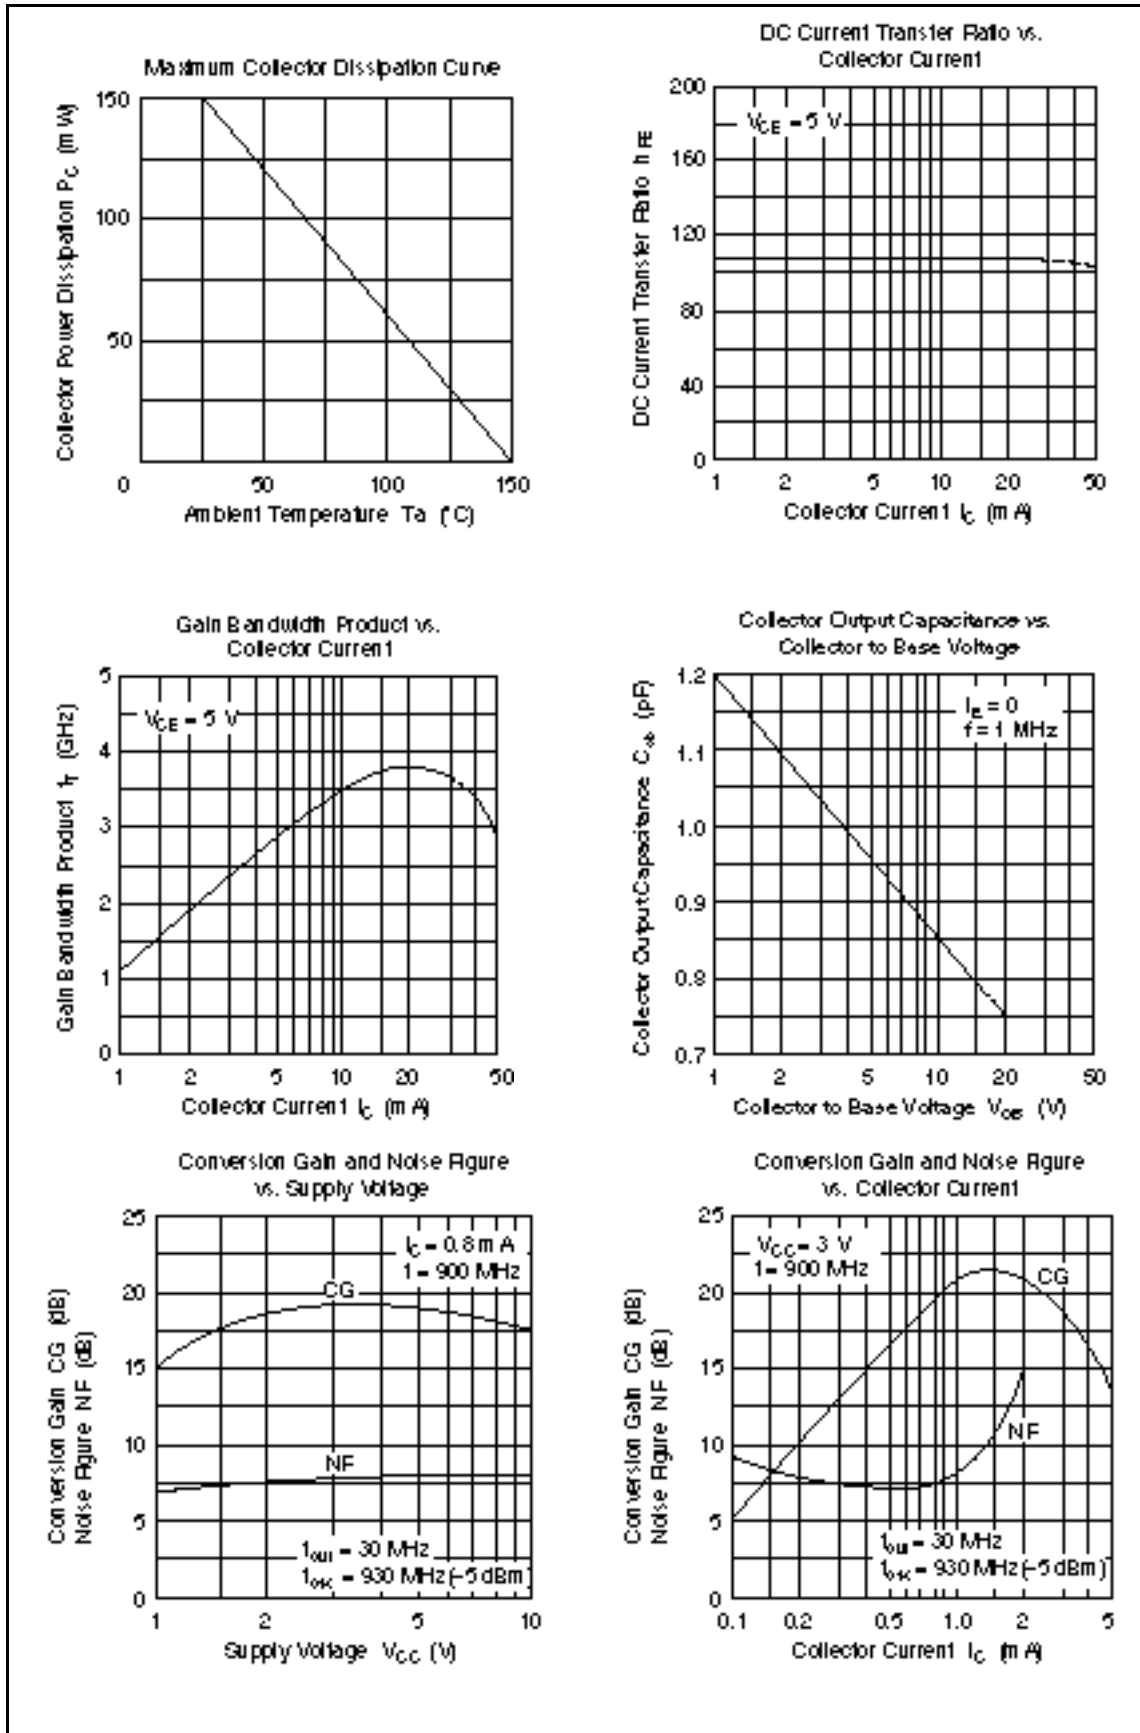 Maximum Collector Dissipation Curve
Collector Power Dissipation P_C (mW)
150
100
50
0
50
100
150
Ambient Temperature Ta (°C)
DC Current Transfer Ratio vs.
Collector Current
DC Current Transfer Ratio h_FE
200
160
120
80
40
0
V_CE = 5 V
1
2
5
10
20
50
Collector Current I_C (mA)
Gain Bandwidth Product vs.
Collector Current
Gain Bandwidth Product f_T (GHz)
5
4
3
2
1
0
V_CE = 5 V
1
2
5
10
20
50
Collector Current I_C (mA)
Collector Output Capacitance vs.
Collector to Base Voltage
Collector Output Capacitance C_ob (pF)
1.2
1.1
1.0
0.9
0.8
0.7
I_E = 0
f = 1 MHz
1
2
5
10
20
50
Collector to Base Voltage V_CB (V)
Conversion Gain and Noise Figure
vs. Supply Voltage
Conversion Gain CG (dB)
Noise Figure NF (dB)
25
20
15
10
5
0
I_C = 0.8 mA
f = 900 MHz
CG
NF
f_out = 30 MHz
f_osc = 930 MHz (–5 dBm)
1
2
5
10
Supply Voltage V_CC (V)
Conversion Gain and Noise Figure
vs. Collector Current
Conversion Gain CG (dB)
Noise Figure NF (dB)
25
20
15
10
5
0
V_CC = 3 V
f = 900 MHz
CG
NF
f_out = 30 MHz
f_osc = 930 MHz (–5 dBm)
0.1
0.2
0.5
1.0
2
5
Collector Current I_C (mA)